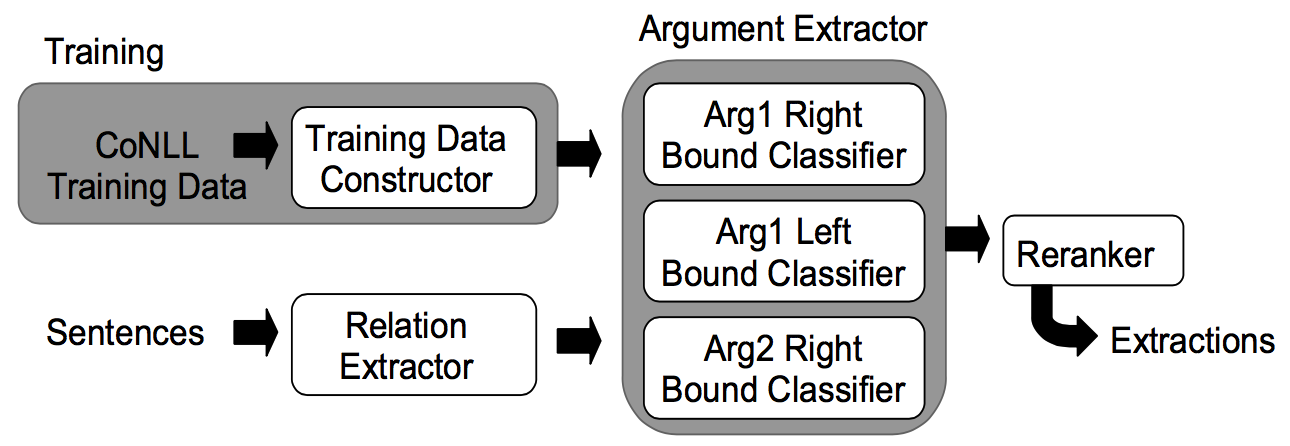 Training
CoNLL
Training Data
Training Data
Constructor
Sentences
Relation
Extractor
Argument Extractor
Arg1 Right
Bound Classifier
Arg1 Left
Bound Classifier
Arg2 Right
Bound Classifier
Reranker
Extractions